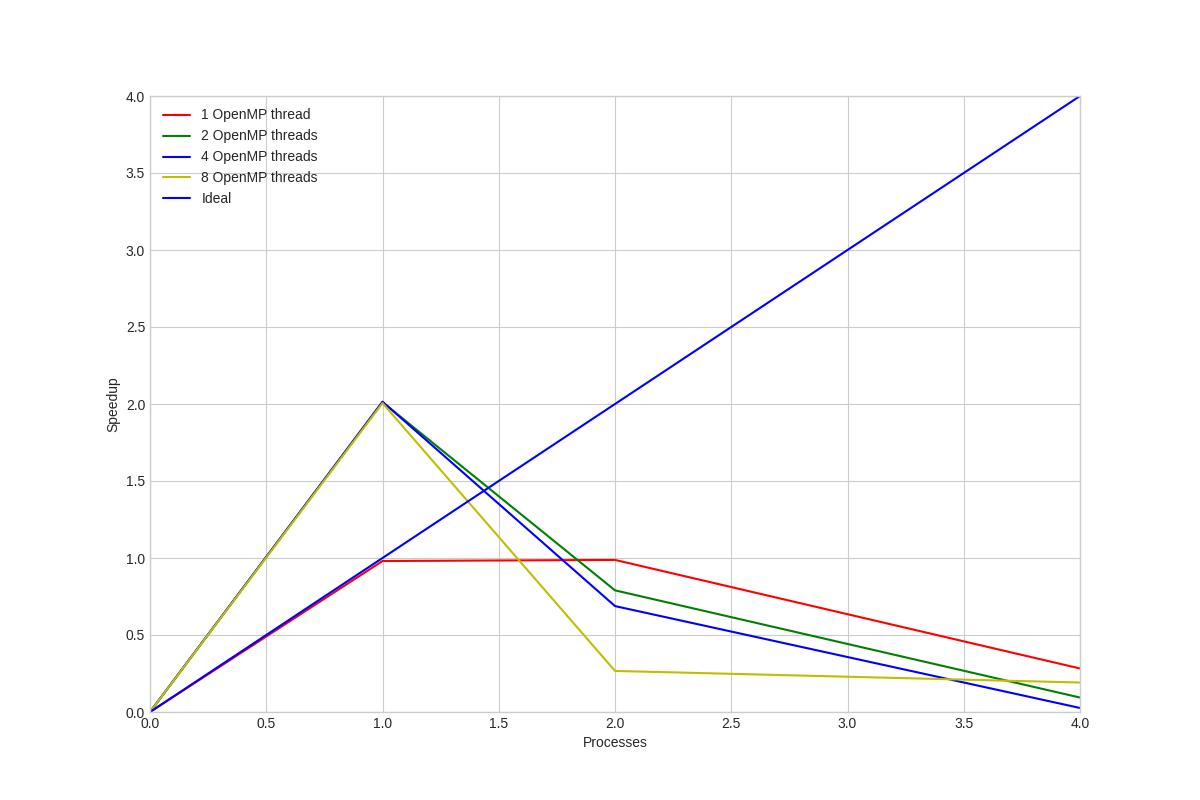 4.0
1 OpenMP thread
2 OpenMP threads
4 OpenMP threads
3.5
8 OpenMP threads
Ideal
3.0
2.5
Speedup
2.0
1.5
1.0
0.5
0.0
0.0 0.5 1.0 1.5 2.0 2.5 3.0 3.5 4.0
Processes